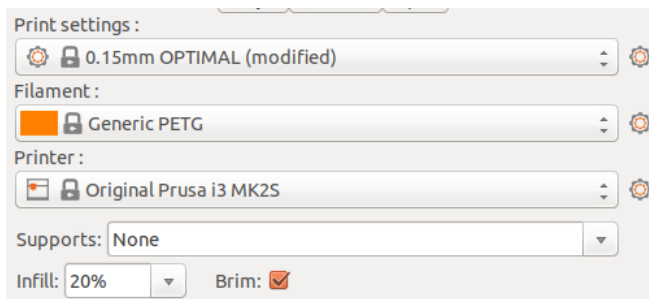 Print settings :
0.15mm OPTIMAL (modified)
Filament :
Generic PETG
Printer :
Original Prusa i3 MK2S
Supports: None
Infill: 20% Brim: